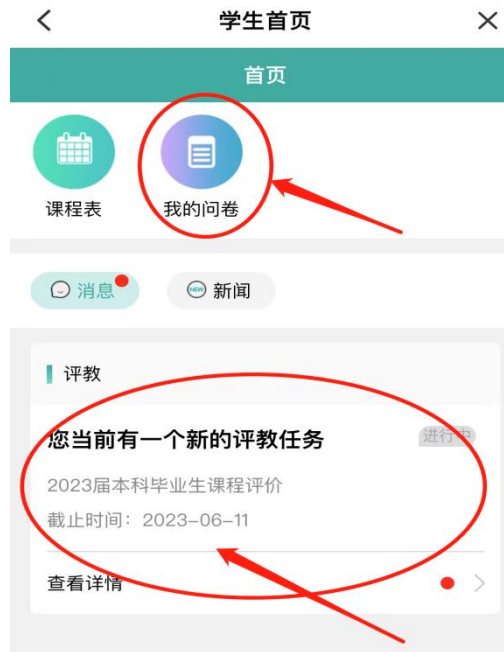 学生首页
首页
课程表 我的问卷
消息 NEW 新闻
评教
您当前有一个新的评教任务 进行中
2023届本科毕业生课程评价
截止时间：2023-06-11
查看详情